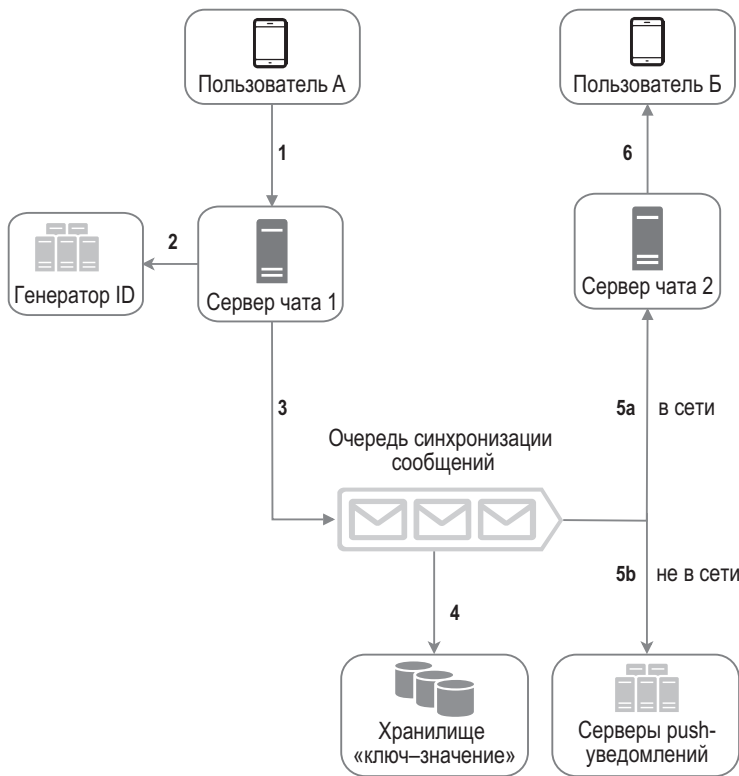 Пользователь А
Пользователь Б
1
6
2
Генератор ID
Сервер чата 1
Сервер чата 2
3
5a
в сети
Очередь синхронизации
сообщений
5b
не в сети
4
Хранилище
«ключ–значение»
Серверы push-
уведомлений